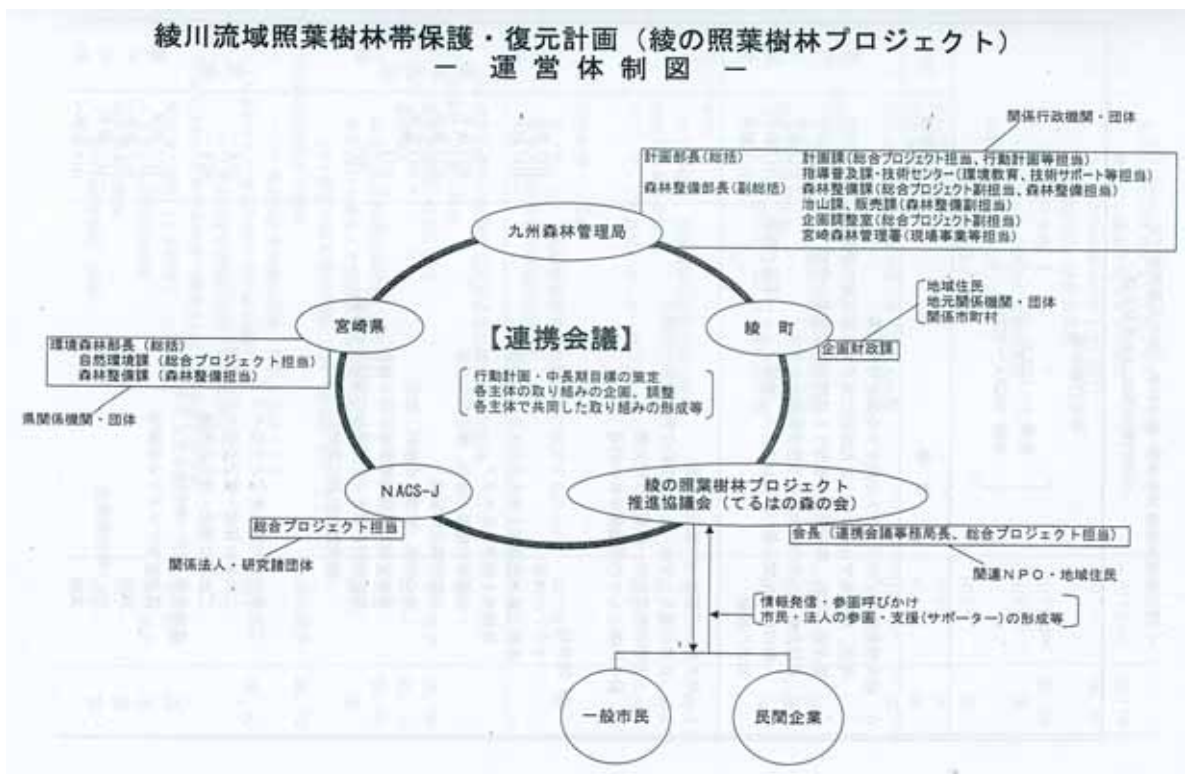 綾川流域照葉樹林帯保護・復元計画（綾の照葉樹林プロジェクト）
－ 運営体制図 －
関係行政機関・団体
計画部長（総括） 計画課（総合プロジェクト担当、行動計画等担当）
指導普及課・技術センター（環境教育、技術サポート等担当）
森林整備部長（副総括） 森林整備課（総合プロジェクト副担当、森林整備担当）
治山課、販売課（森林整備副担当）
企画調整室（総合プロジェクト副担当）
宮崎森林管理署（現場事業等担当）
九州森林管理局
地域住民
地元関係機関・団体
関係市町村
宮崎県
綾 町
企画財政課
【連携会議】
環境森林部長（総括）
自然環境課（総合プロジェクト担当）
森林整備課（森林整備担当）
行動計画・中長期目標の策定
各主体の取り組みの企画、調整
各主体で共同した取り組みの形成等
県関係機関・団体
NACS-J
綾の照葉樹林プロジェクト
推進協議会（てるはの森の会）
総合プロジェクト担当
会長（連携会議事務局長、総合プロジェクト担当）
関係法人・研究諸団体
関連NPO・地域住民
情報発信・参画呼びかけ
市民・法人の参画・支援（サポーター）の形成等
一般市民
民間企業